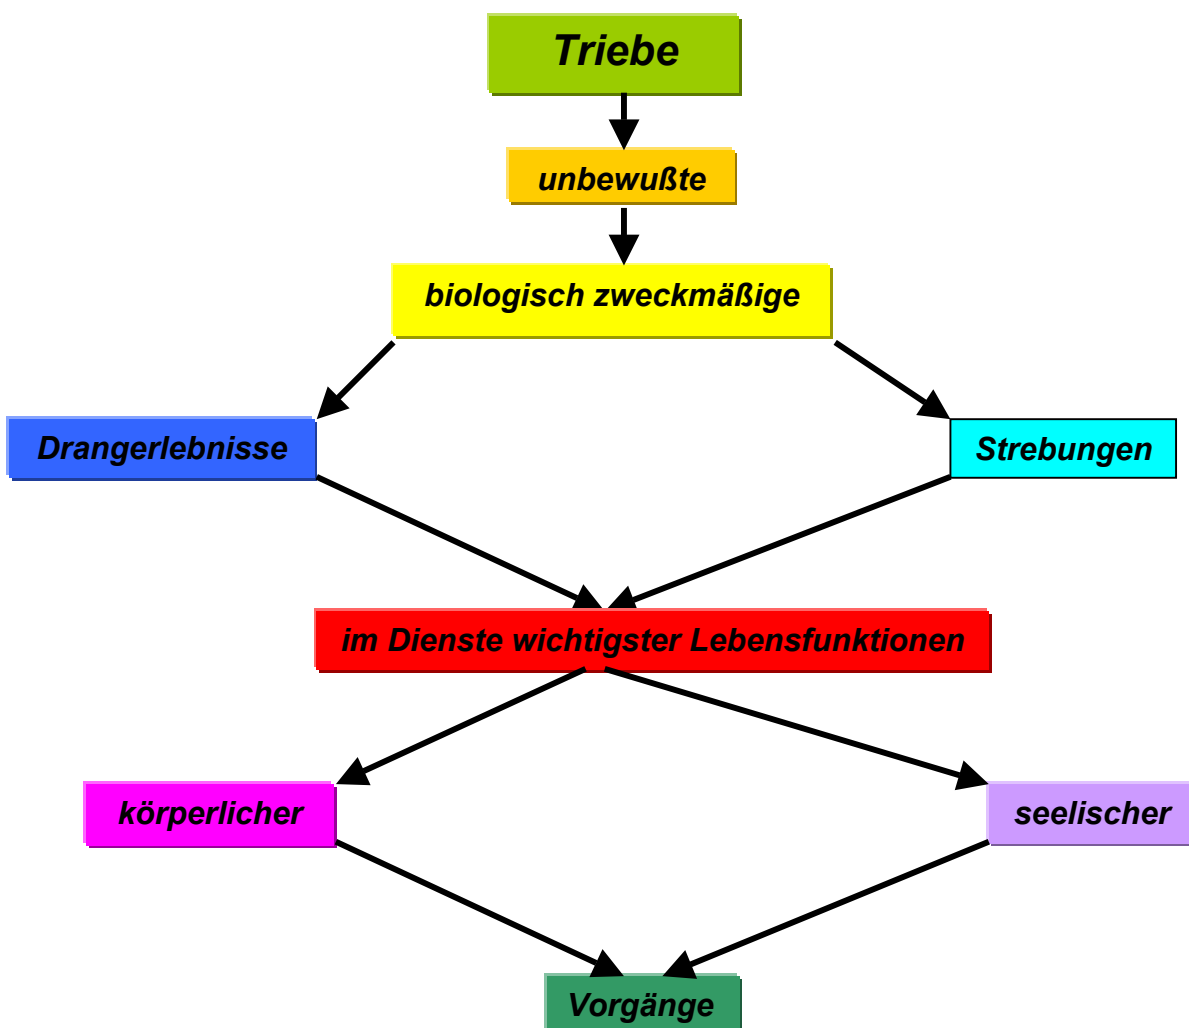 Triebe
unbewußte
biologisch zweckmäßige
Drangerlebnisse
Strebungen
im Dienste wichtigster Lebensfunktionen
körperlicher
seelischer
Vorgänge